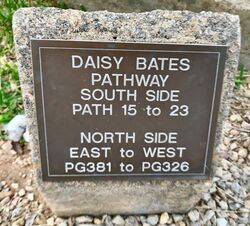 DAISY BATES
PATHWAY
SOUTH SIDE
PATH 15 to 23
NORTH SIDE
EAST to WEST
PG381 to PG326